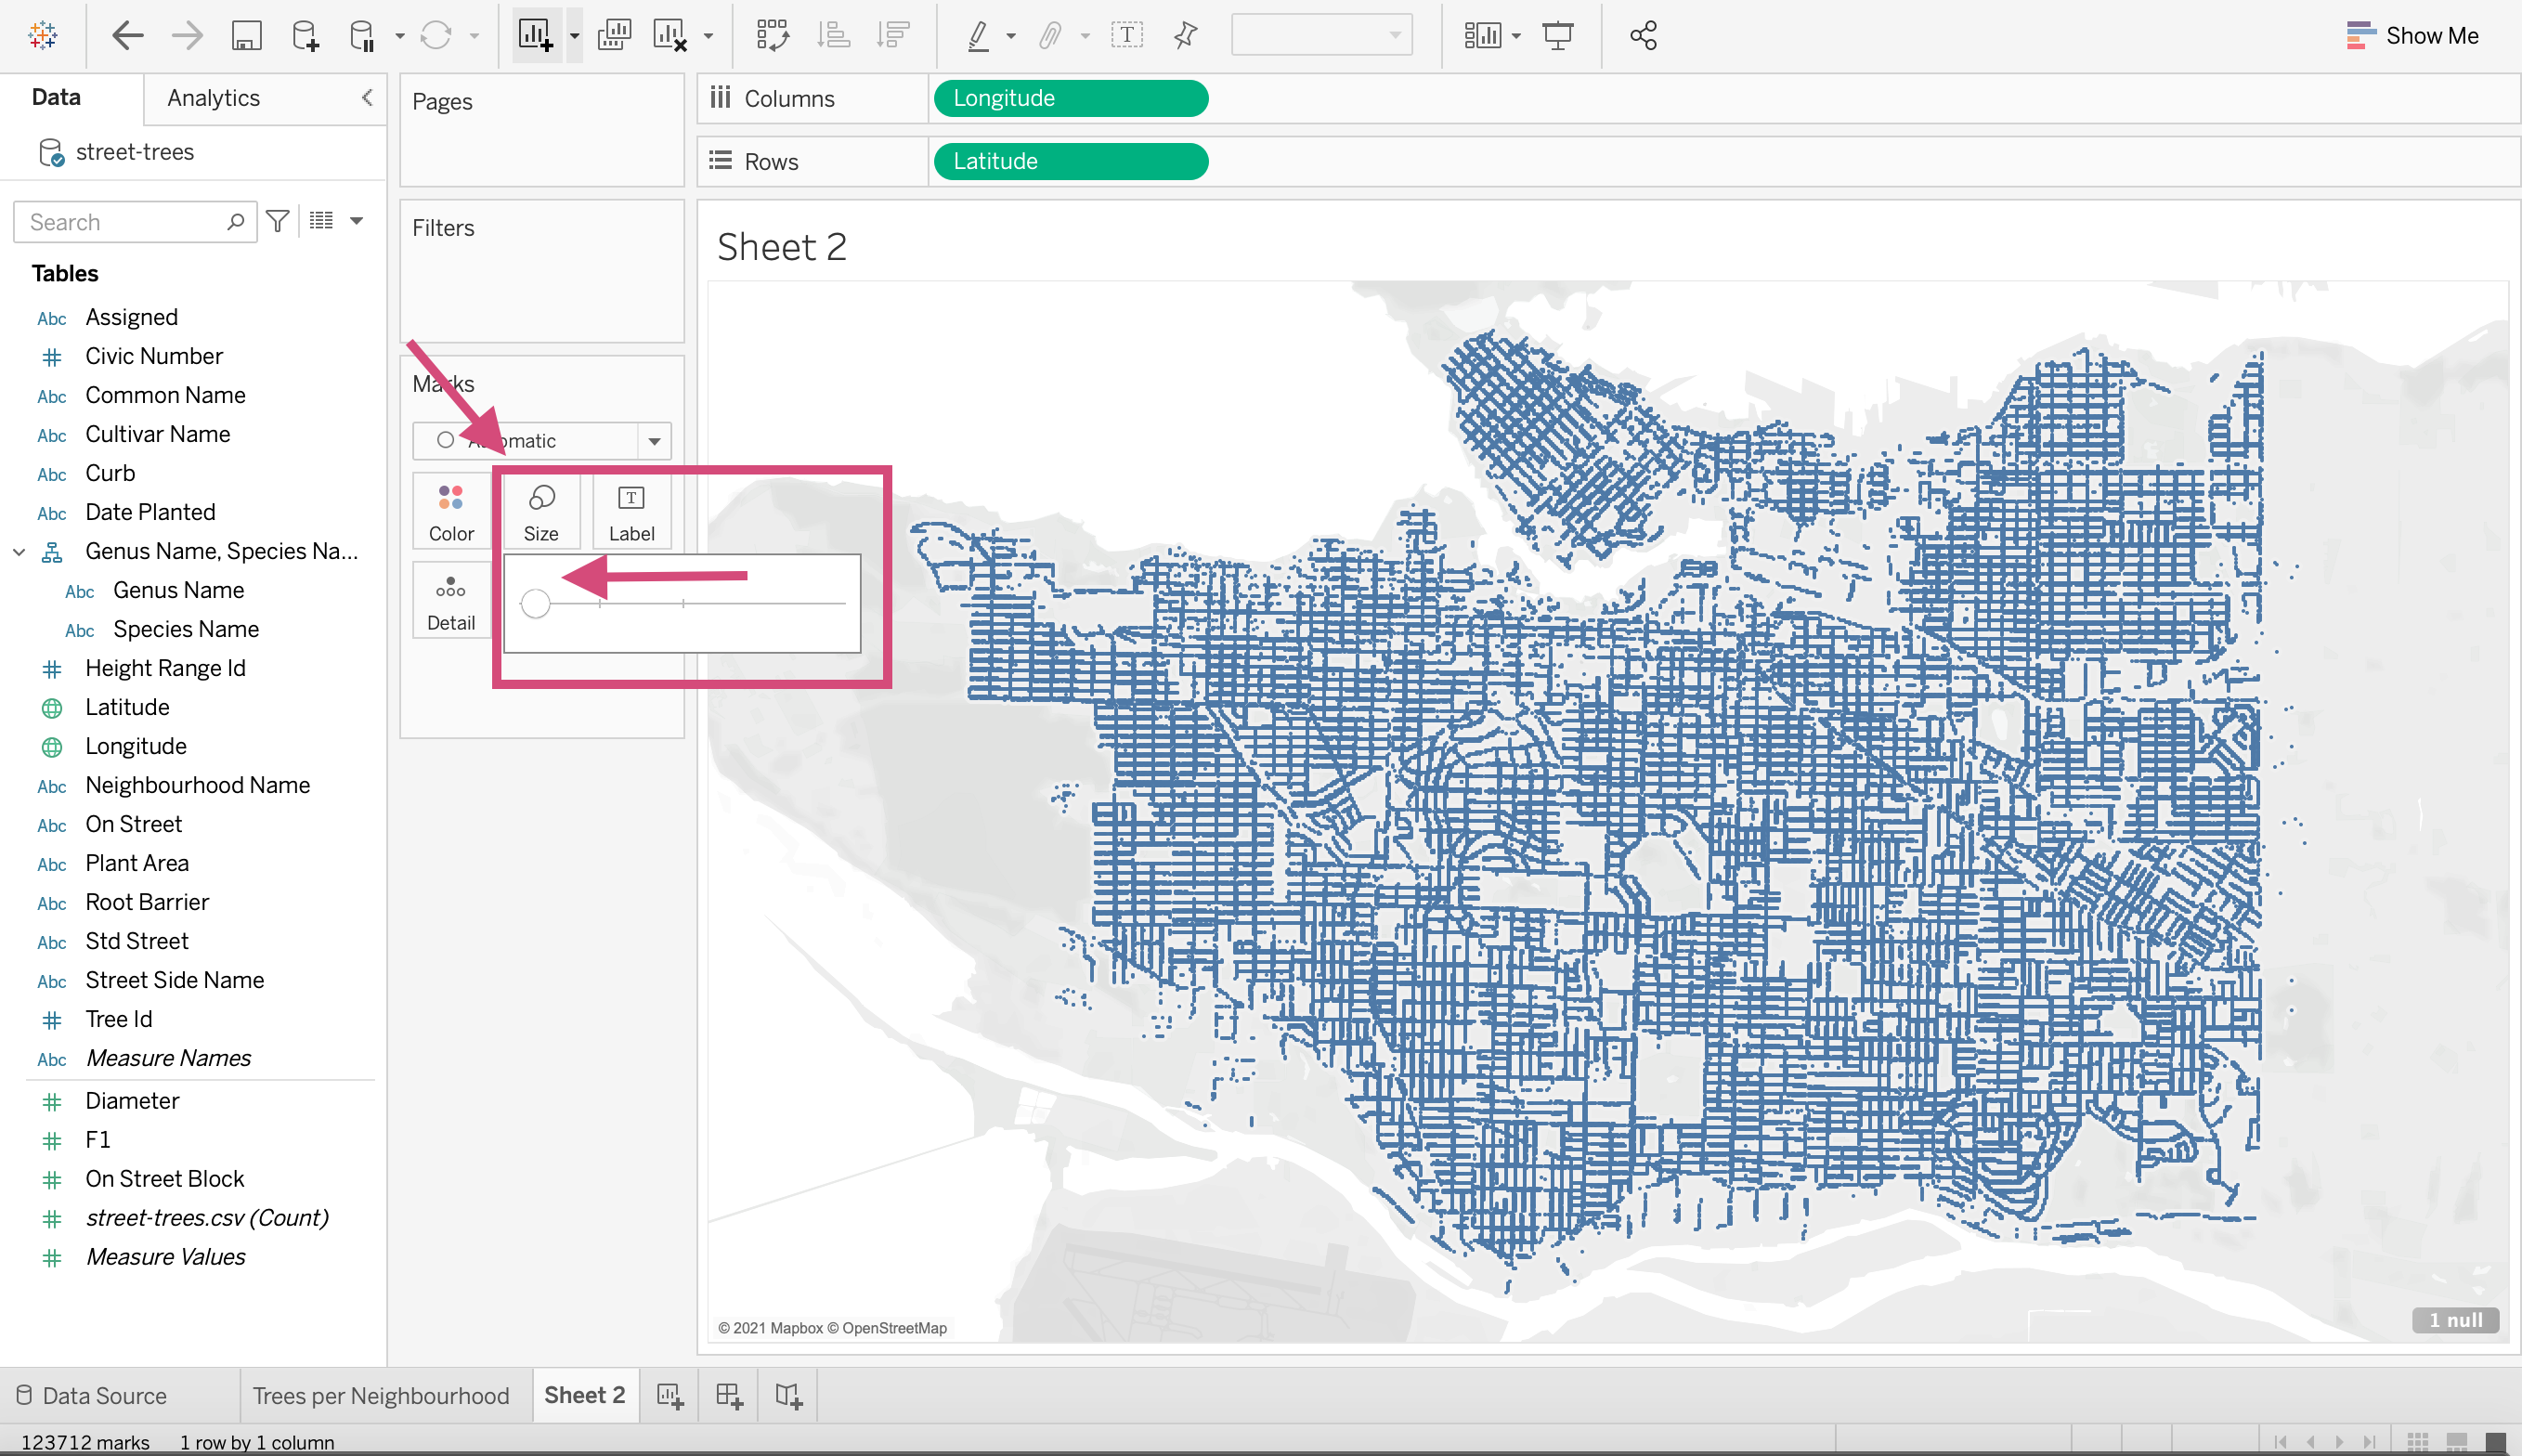 Show Me
Data
Analytics
street-trees
Search
Tables
Abc Assigned
Civic Number
Abc Common Name
Abc Cultivar Name
Abc Curb
Abc Date Planted
Genus Name, Species Na...
Abc Genus Name
Abc Species Name
Height Range Id
Latitude
Longitude
Abc Neighbourhood Name
Abc On Street
Abc Plant Area
Abc Root Barrier
Abc Std Street
Abc Street Side Name
Tree Id
Abc Measure Names
Diameter
F1
On Street Block
street-trees.csv (Count)
Measure Values
Pages
Filters
Marks
Automatic
Color
Size
T
Label
Detail
Columns
Longitude
Rows
Latitude
Sheet 2
© 2021 Mapbox © OpenStreetMap
1 null
Data Source
Trees per Neighbourhood
Sheet 2
123712 marks
1 row by 1 column